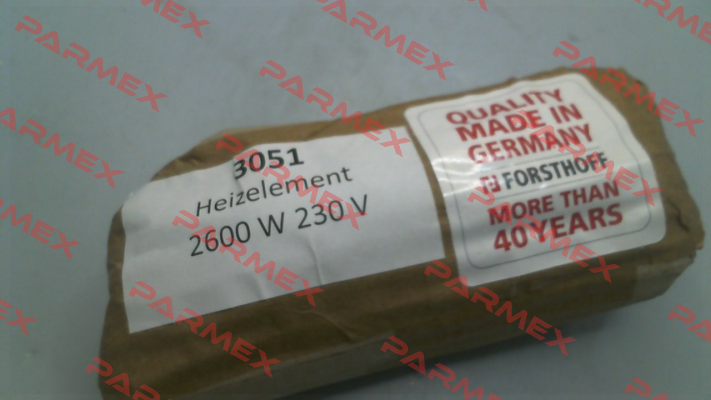 3051
Heizelement
2600 W 230 V
QUALITY
MADE IN
GERMANY
FORSTHOFF
MORE THAN
40 YEARS
PARMEX